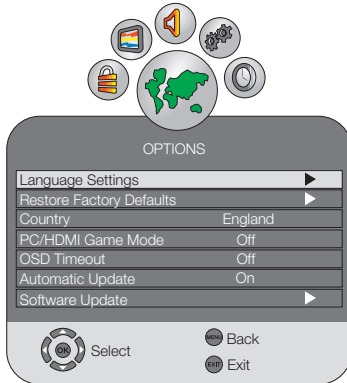 OPTIONS
Language Settings
Restore Factory Defaults
Country England
PC/HDMI Game Mode Off
OSD Timeout Off
Automatic Update On
Software Update
OK Select
MENU Back
EXIT Exit